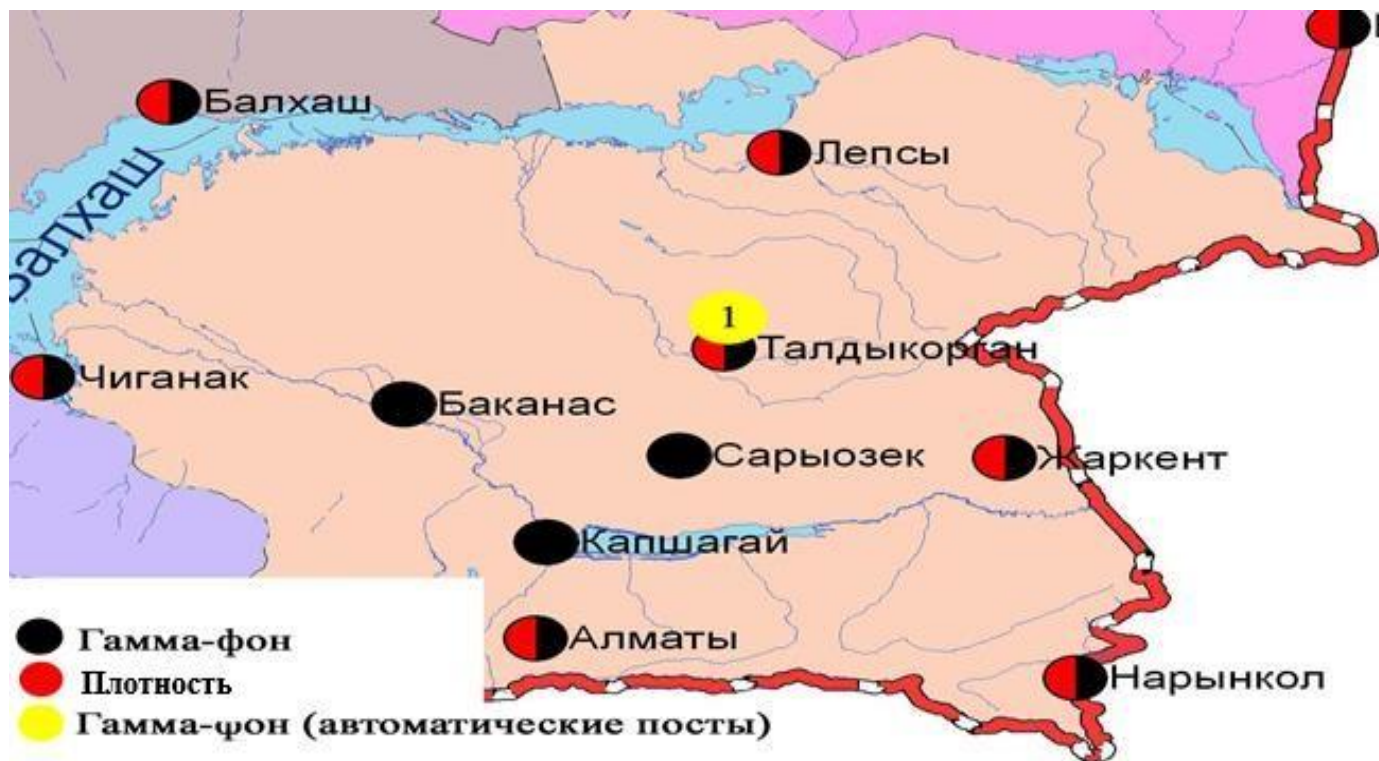 Балхаш
Лепсы
Балхаш
1
Талдыкорган
Чиганак
Баканас
Сарыозек
Жаркент
Капшагай
Алматы
Нарынкол
Гамма-фон
Плотность
Гамма-фон (автоматические посты)